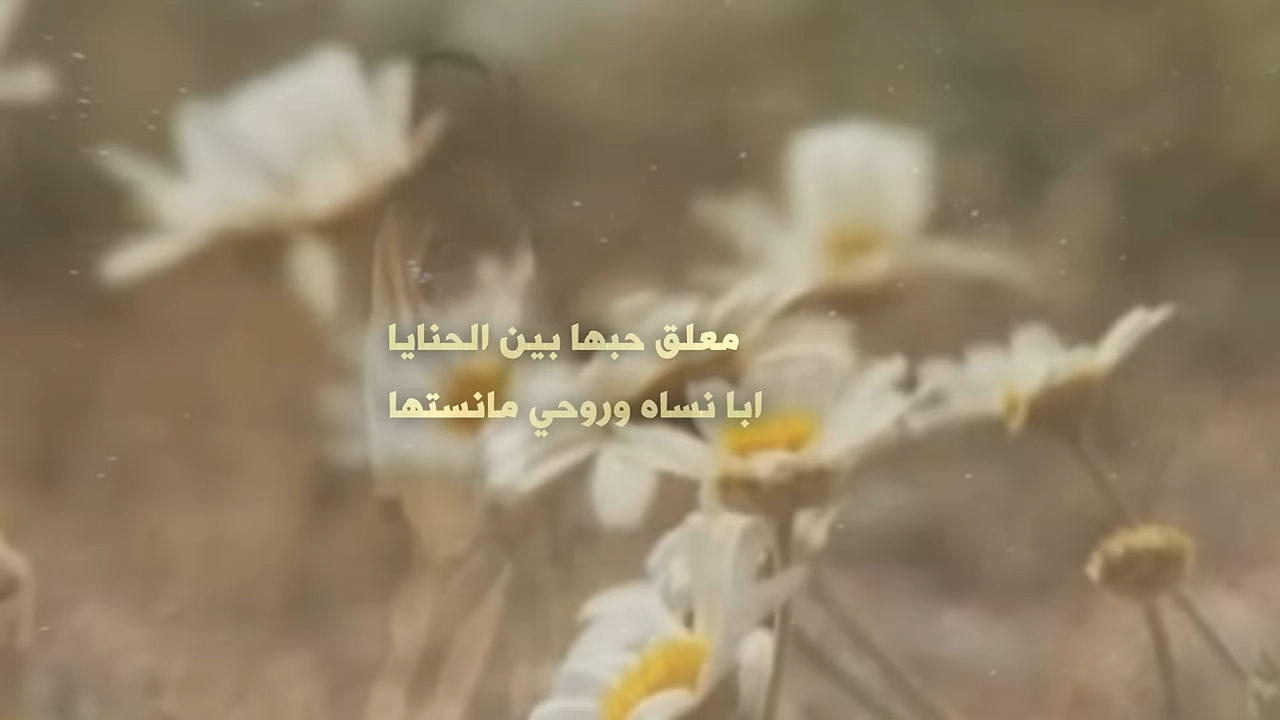 معلق حبها بين الحنايا
ابا نساه وروحي مانستها